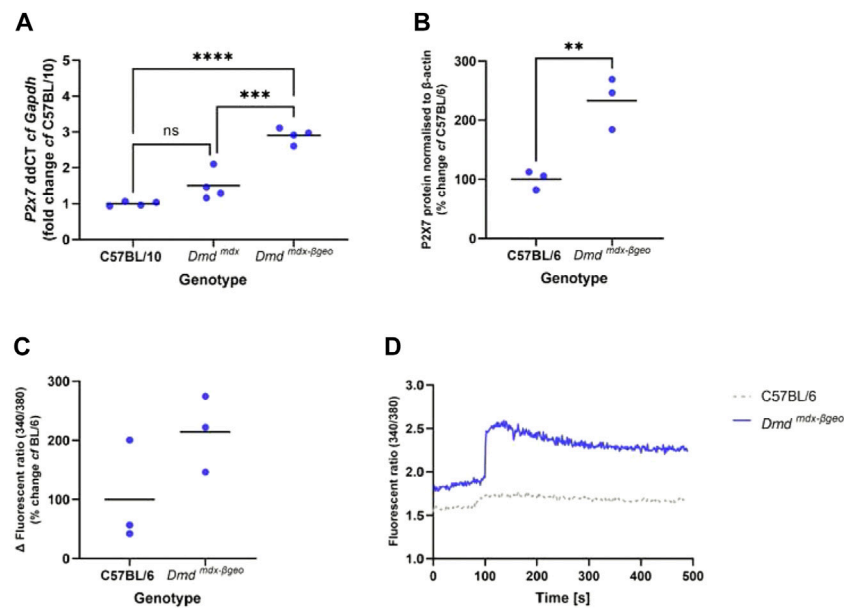 A
P2x7 ddCT cf Gapdh
(fold change cf C57BL/10)
5
4
3
2
1
0
****
***
ns
C57BL/10 Dmd mdx Dmd mdx-βgeo
Genotype
B
P2X7 protein normalised to β-actin
(% change cf C57BL/6)
300
200
100
0
**
C57BL/6 Dmd mdx-βgeo
Genotype
C
Δ Fluorescent ratio (340/380)
(% change cf BL/6)
300
200
100
0
C57BL/6 Dmd mdx-βgeo
Genotype
D
Fluorescent ratio (340/380)
3.0
2.5
2.0
1.5
1.0
0 100 200 300 400 500
Time [s]
C57BL/6
Dmd mdx-βgeo